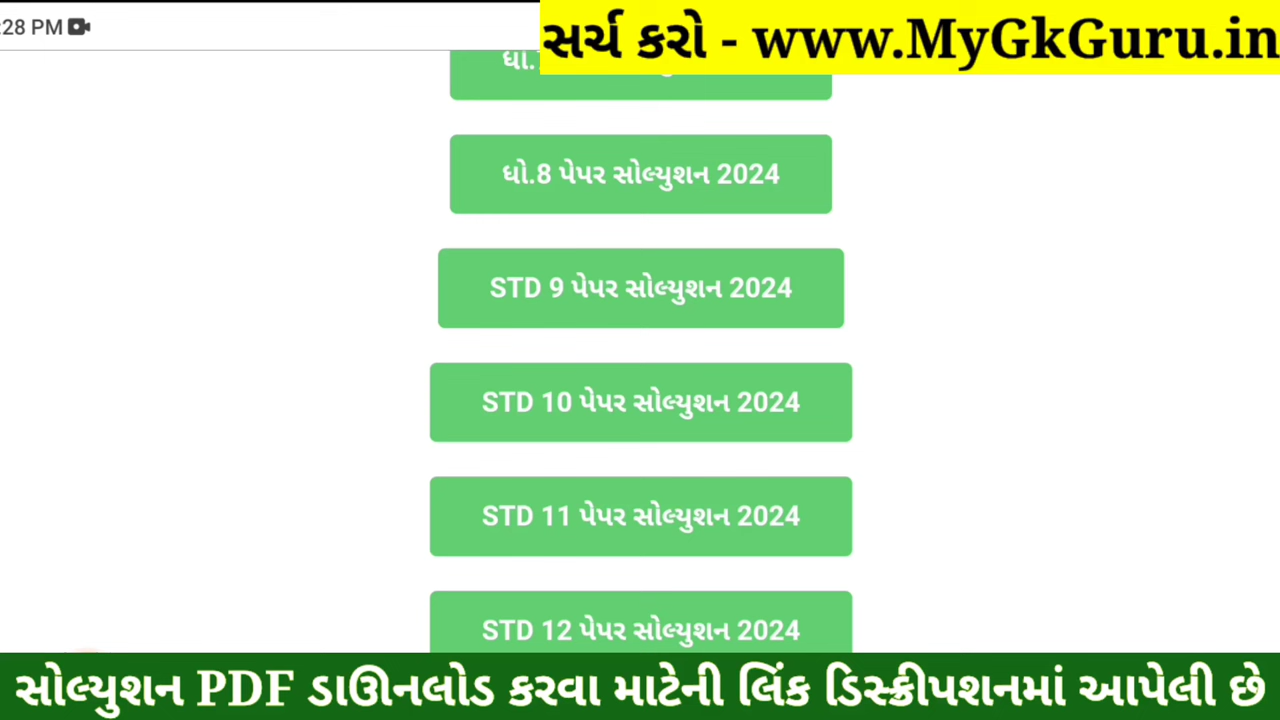 :28 PM
સર્ચ કરો - www.MyGkGuru.in
ધો.
ધો.8 પેપર સોલ્યુશન 2024
STD 9 પેપર સોલ્યુશન 2024
STD 10 પેપર સોલ્યુશન 2024
STD 11 પેપર સોલ્યુશન 2024
STD 12 પેપર સોલ્યુશન 2024
સોલ્યુશન PDF ડાઊનલોડ કરવા માટેની લિંક ડિસ્ક્રીપશનમાં આપેલી છે